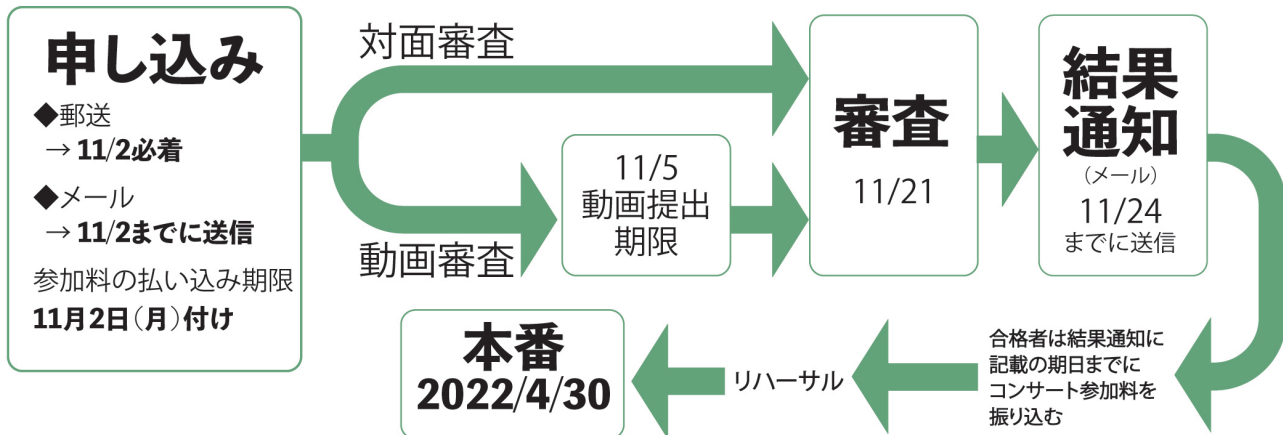 申し込み
◆郵送
→ 11/2必着
◆メール
→ 11/2までに送信
参加料の払い込み期限
11月2日(月)付け
対面審査
動画審査
11/5
動画提出
期限
審査
11/21
結果
通知
(メール)
11/24
までに送信
合格者は結果通知に
記載の期日までに
コンサート参加料を
振り込む
リハーサル
本番
2022/4/30